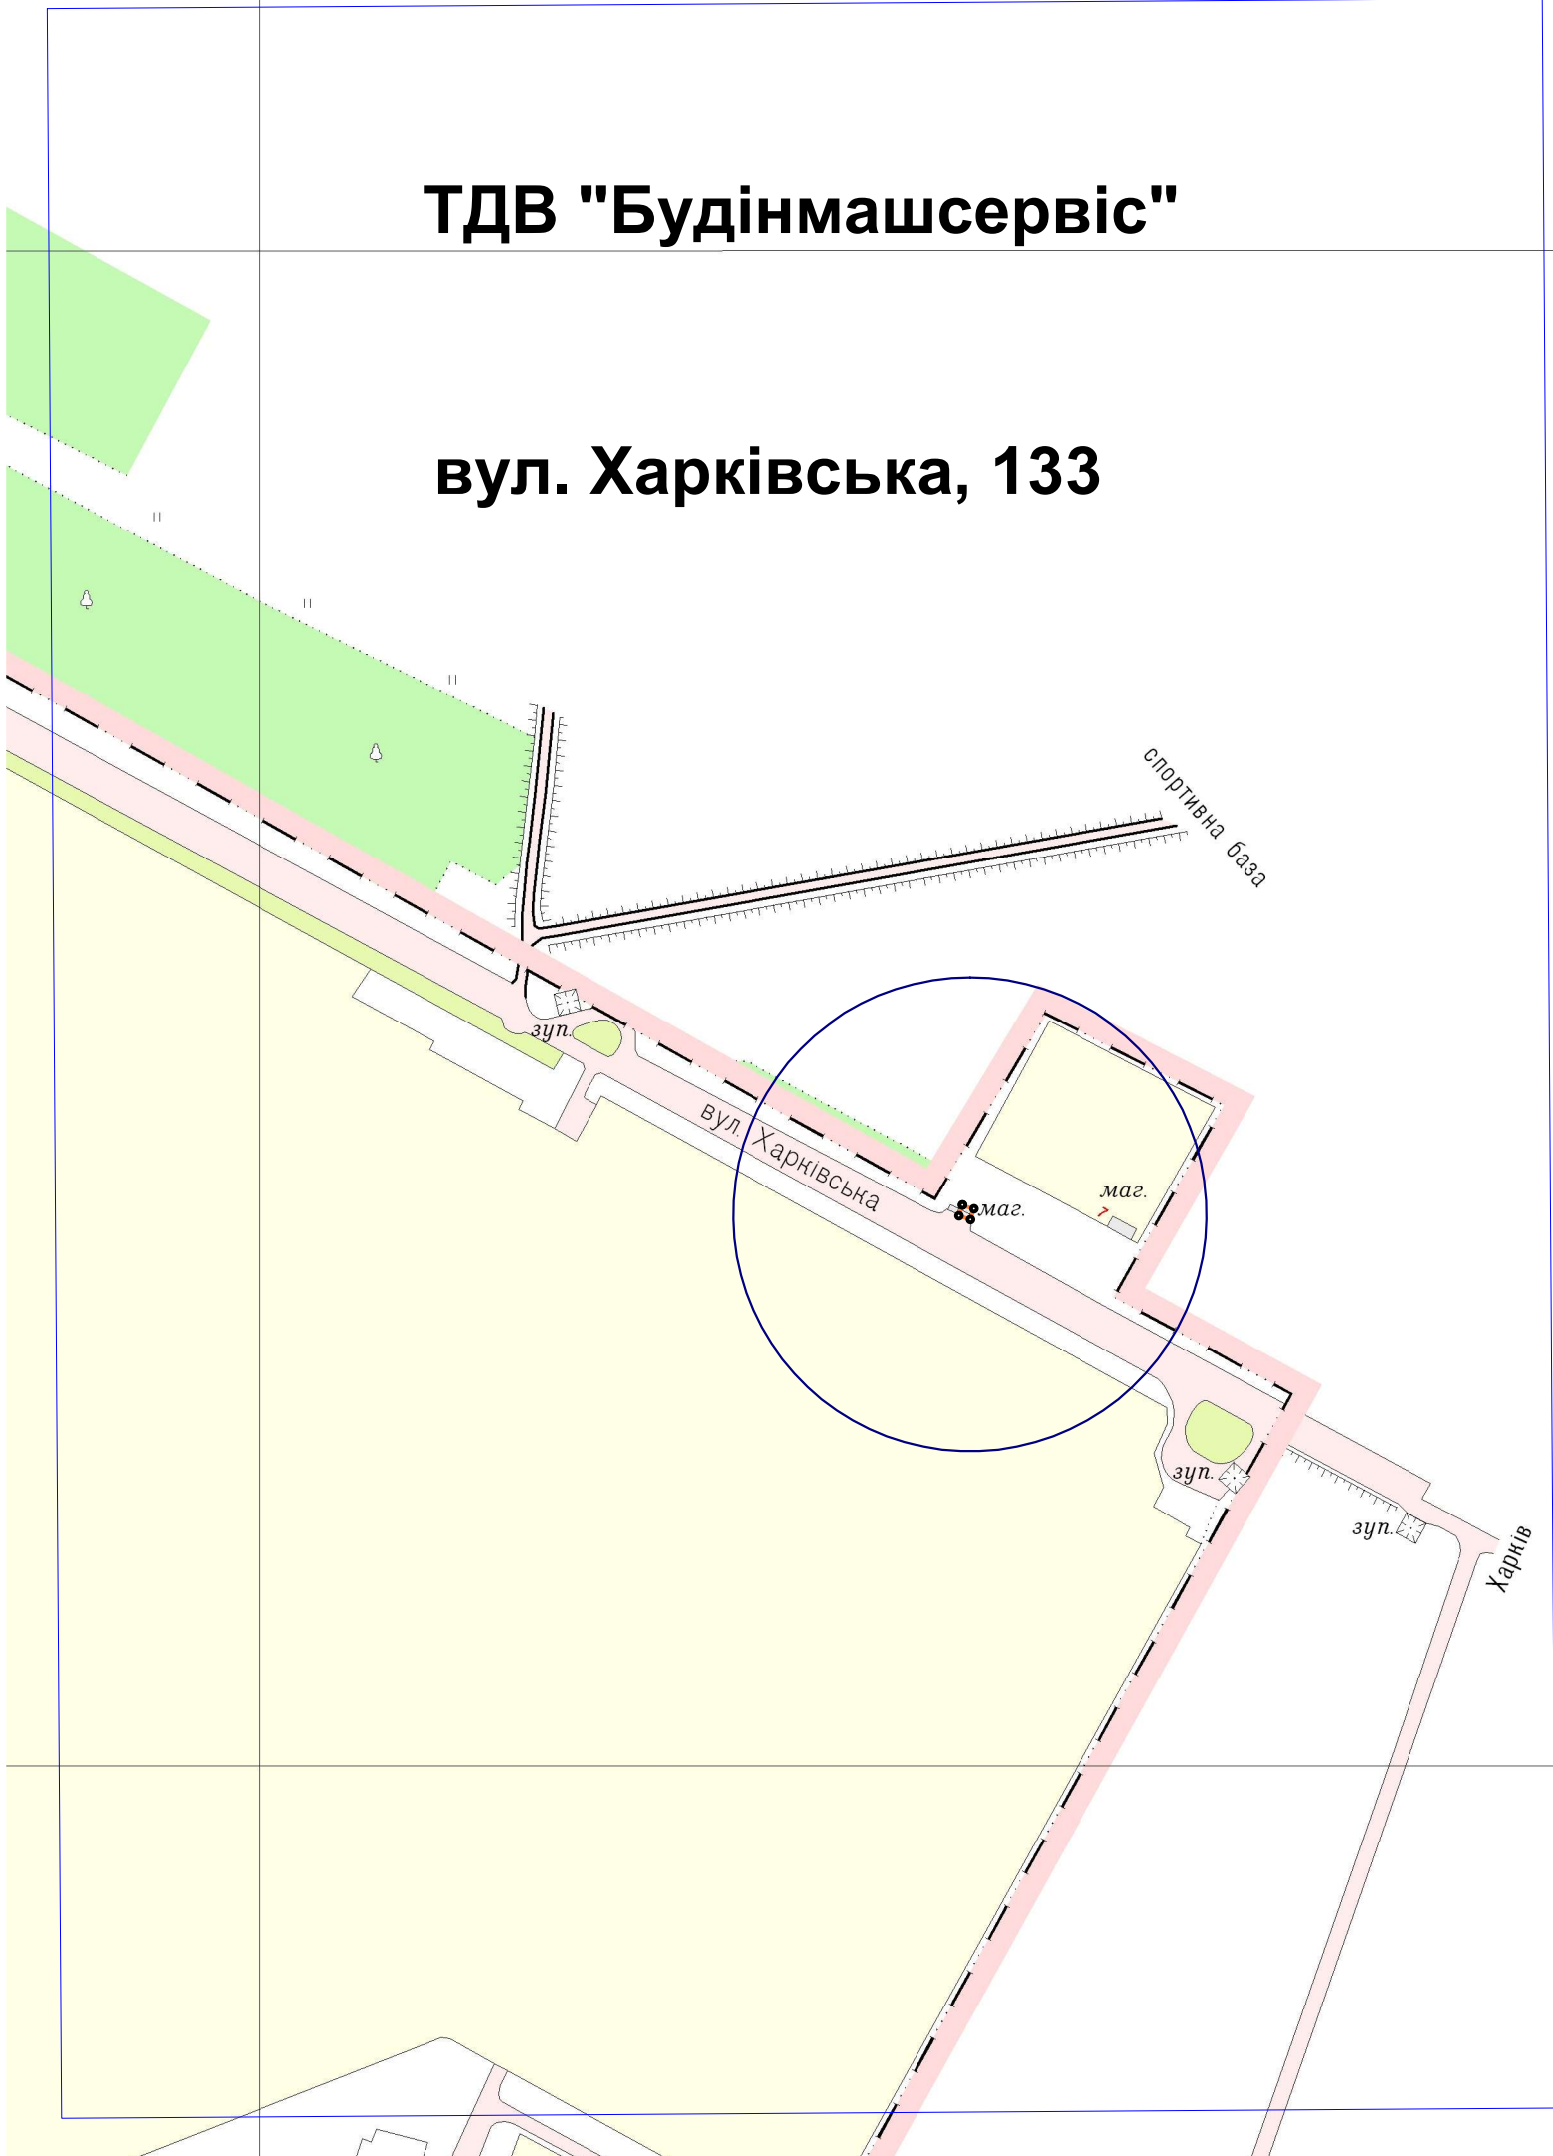 ТДВ "Будінмашсервіс"
вул. Харківська, 133
спортивна база
зуп.
вул. Харківська
маг.
7
маг.
зуп.
зуп.
Харків